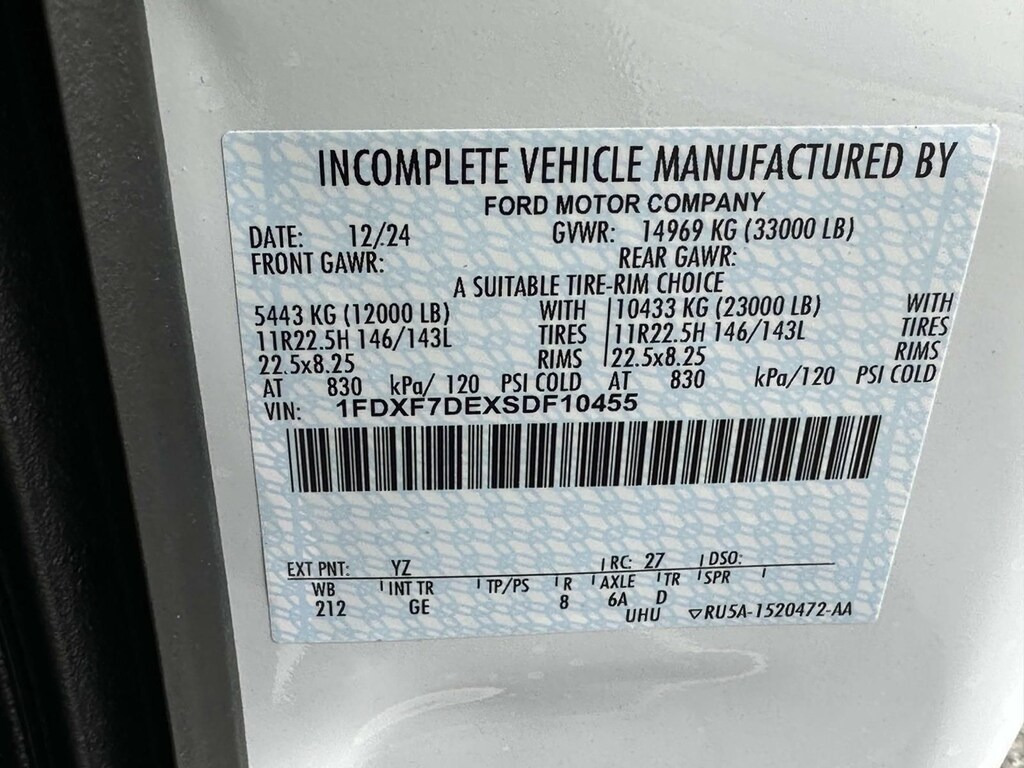 INCOMPLETE VEHICLE MANUFACTURED BY
FORD MOTOR COMPANY
DATE: 12/24 GVWR: 14969 KG (33000 LB)
FRONT GAWR: REAR GAWR:
A SUITABLE TIRE-RIM CHOICE
5443 KG (12000 LB) WITH 10433 KG (23000 LB) WITH
11R22.5H 146/143L TIRES 11R22.5H 146/143L TIRES
22.5x8.25 RIMS 22.5x8.25 RIMS
AT 830 kPa/ 120 PSI COLD AT 830 kPa/120 PSI COLD
VIN: 1FDXF7DEXSDF10455
EXT PNT: YZ RC: 27 DSO:
WB INT TR TP/PS R AXLE TR SPR
212 GE 8 6A D
UHU ▽RU5A-1520472-AA